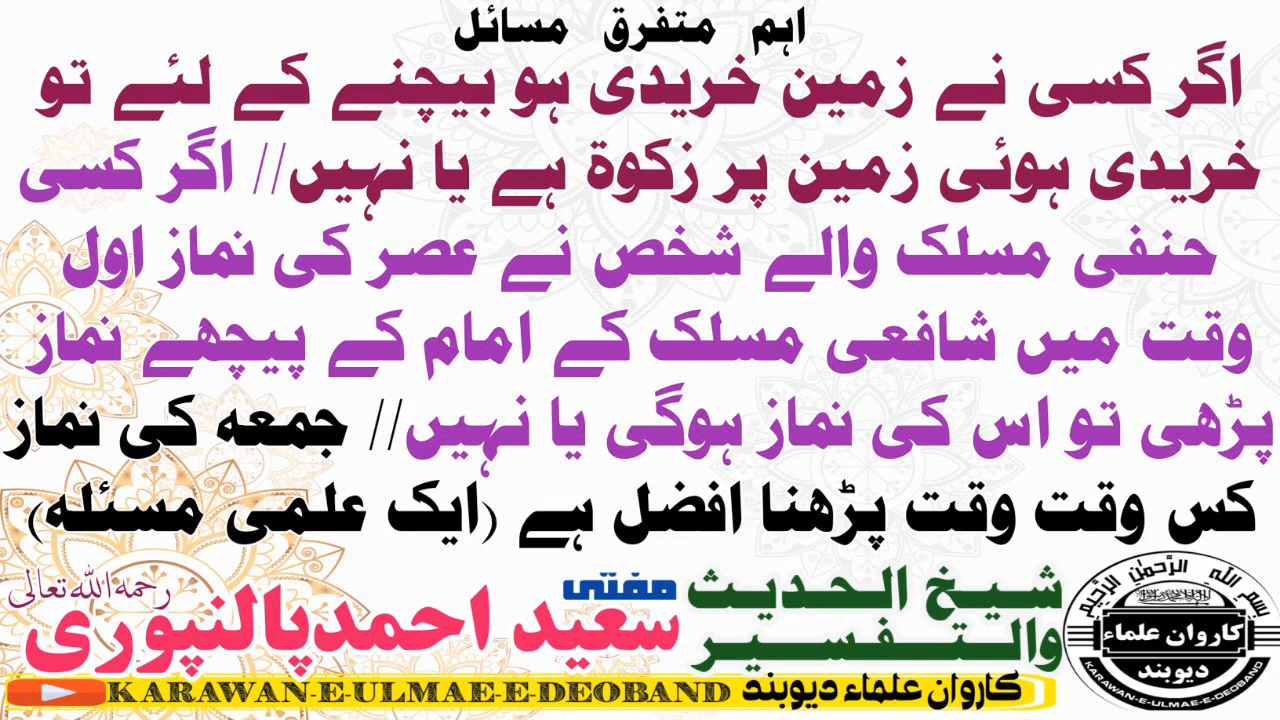 اہم متفرق مسائل
اگر کسی نے زمین خریدی ہو بیچنے کے لئے تو
خریدی ہوئی زمین پر زکوۃ ہے یا نہیں// اگر کسی
حنفی مسلک والے شخص نے عصر کی نماز اول
وقت میں شافعی مسلک کے امام کے پیچھے نماز
پڑھی تو اس کی نماز ہوگی یا نہیں// جمعہ کی نماز
کس وقت وقت پڑھنا افضل ہے (ایک علمی مسئلہ)
شیخ الحدیث
والتفسیر
مفتی
سعید احمد پالنپوری
رحمہ اللہ تعالی
بسم اللہ الرحمن الرحیم
کاروان علماء
دیوبند
KARAWAN-E-ULMAE-E-DEOBAND
KARAWAN-E-ULMAE-E-DEOBAND کاروان علماء دیوبند